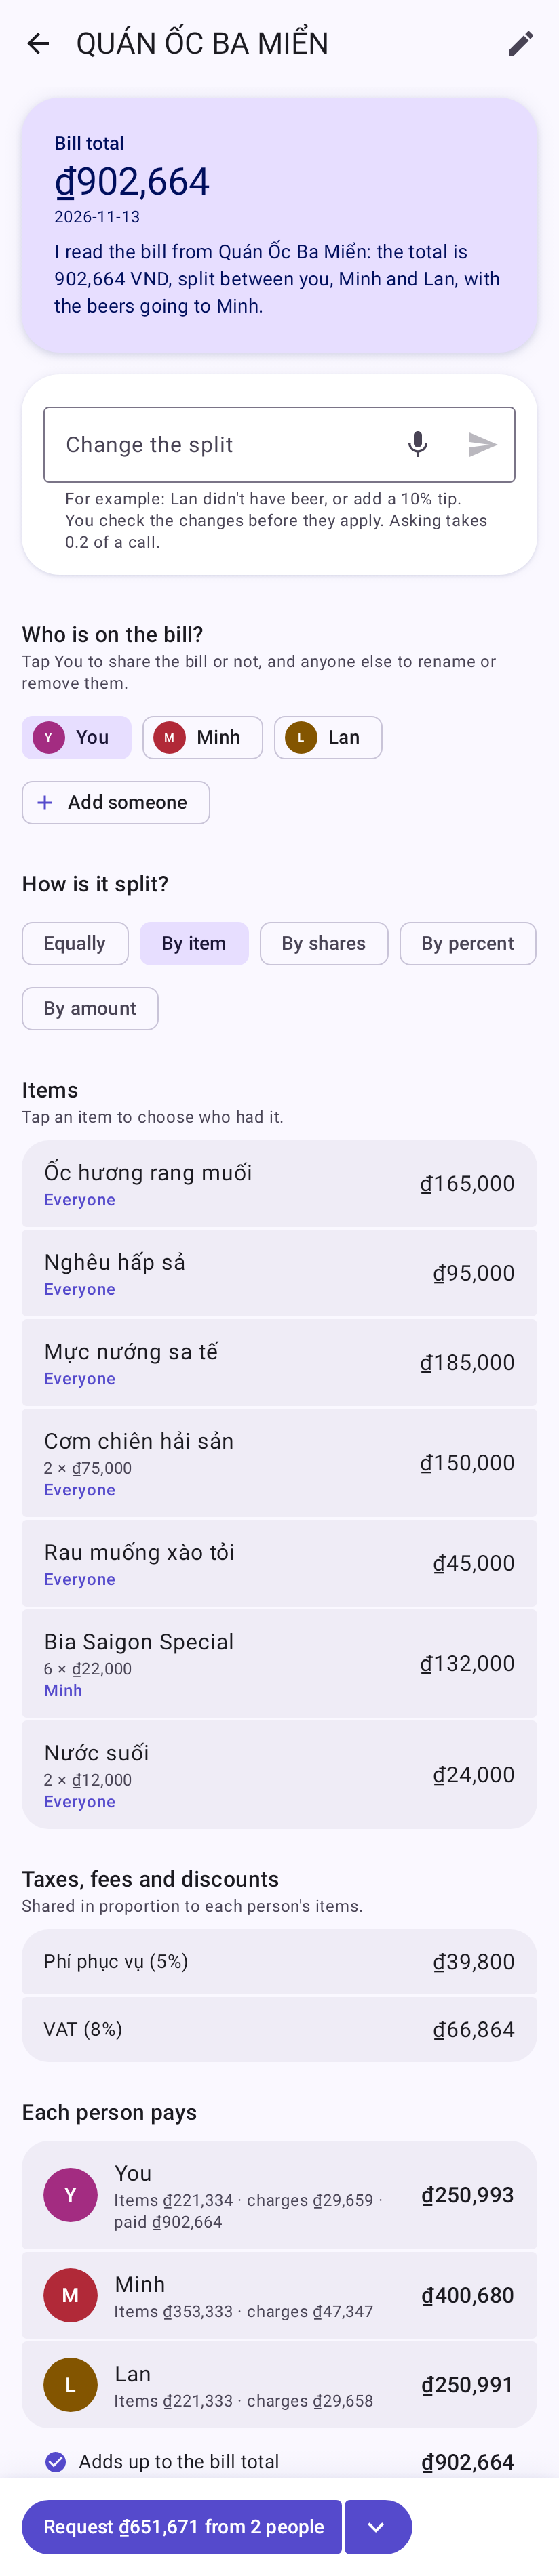 QUÁN ỐC BA MIỂN
Bill total
₫902,664
2026-11-13
I read the bill from Quán Ốc Ba Miển: the total is
902,664 VND, split between you, Minh and Lan, with
the beers going to Minh.
Change the split
For example: Lan didn't have beer, or add a 10% tip.
You check the changes before they apply. Asking takes
0.2 of a call.
Who is on the bill?
Tap You to share the bill or not, and anyone else to rename or
remove them.
Y You M Minh L Lan
Add someone
How is it split?
Equally By item By shares By percent
By amount
Items
Tap an item to choose who had it.
Ốc hương rang muối ₫165,000
Everyone
Nghêu hấp sả ₫95,000
Everyone
Mực nướng sa tế ₫185,000
Everyone
Cơm chiên hải sản ₫150,000
2 × ₫75,000
Everyone
Rau muống xào tỏi ₫45,000
Everyone
Bia Saigon Special ₫132,000
6 × ₫22,000
Minh
Nước suối ₫24,000
2 × ₫12,000
Everyone
Taxes, fees and discounts
Shared in proportion to each person's items.
Phí phục vụ (5%) ₫39,800
VAT (8%) ₫66,864
Each person pays
Y You ₫250,993
Items ₫221,334 · charges ₫29,659 ·
paid ₫902,664
M Minh ₫400,680
Items ₫353,333 · charges ₫47,347
L Lan ₫250,991
Items ₫221,333 · charges ₫29,658
Adds up to the bill total ₫902,664
Request ₫651,671 from 2 people